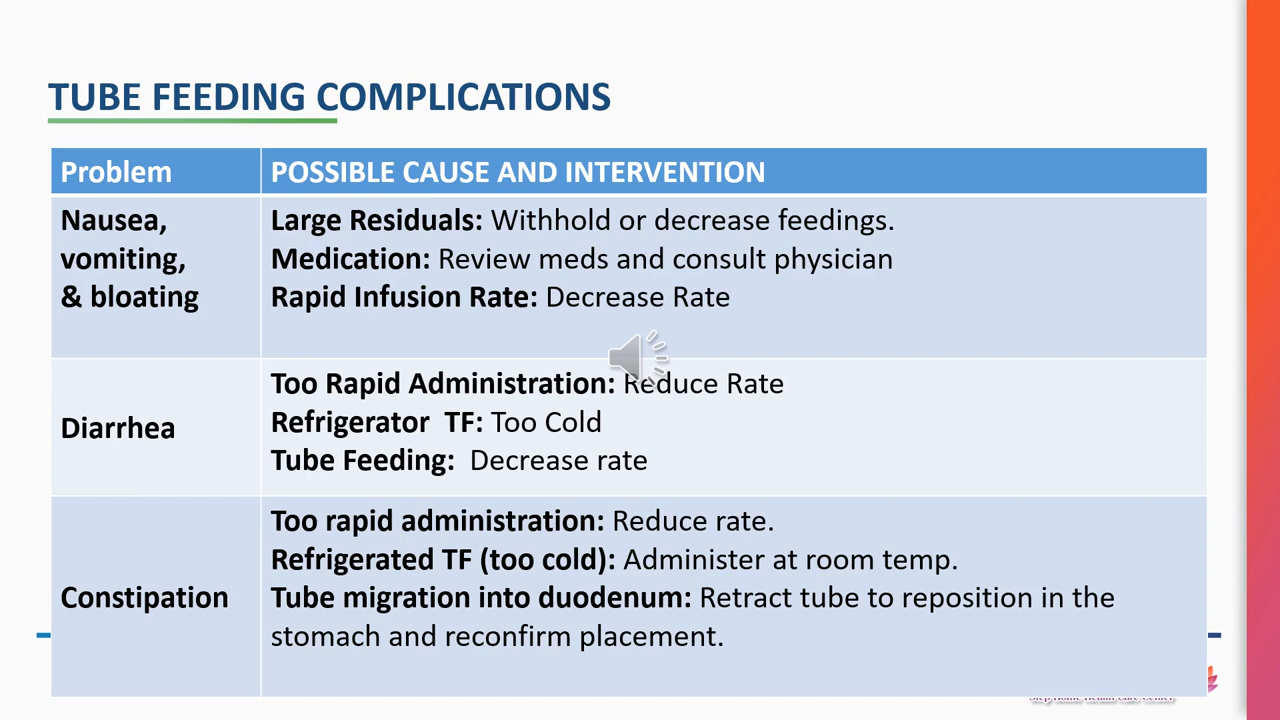 TUBE FEEDING COMPLICATIONS
Problem
POSSIBLE CAUSE AND INTERVENTION
Nausea,
vomiting,
& bloating
Large Residuals: Withhold or decrease feedings.
Medication: Review meds and consult physician
Rapid Infusion Rate: Decrease Rate
Diarrhea
Too Rapid Administration: Reduce Rate
Refrigerator TF: Too Cold
Tube Feeding: Decrease rate
Constipation
Too rapid administration: Reduce rate.
Refrigerated TF (too cold): Administer at room temp.
Tube migration into duodenum: Retract tube to reposition in the
stomach and reconfirm placement.